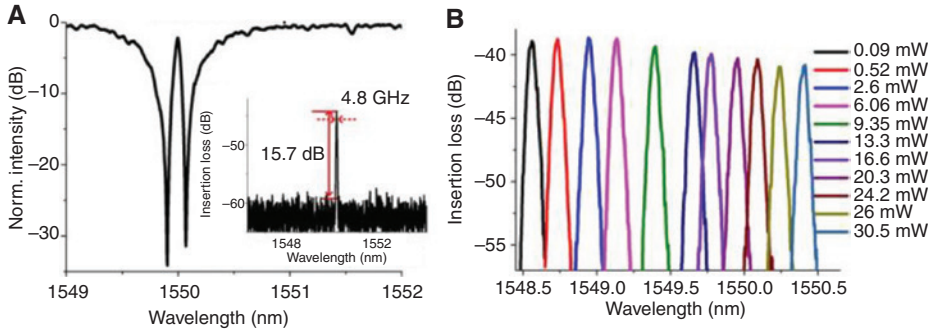 A
0
−10
−20
−30
Norm. intensity (dB)
1549
1550
1551
1552
Wavelength (nm)
4.8 GHz
15.7 dB
Insertion loss (dB)
−50
−60
1548
1552
Wavelength (nm)
B
−40
−45
−50
−55
Insertion loss (dB)
1548.5
1549.0
1549.5
1550.0
1550.5
Wavelength (nm)
0.09 mW
0.52 mW
2.6 mW
6.06 mW
9.35 mW
13.3 mW
16.6 mW
20.3 mW
24.2 mW
26 mW
30.5 mW